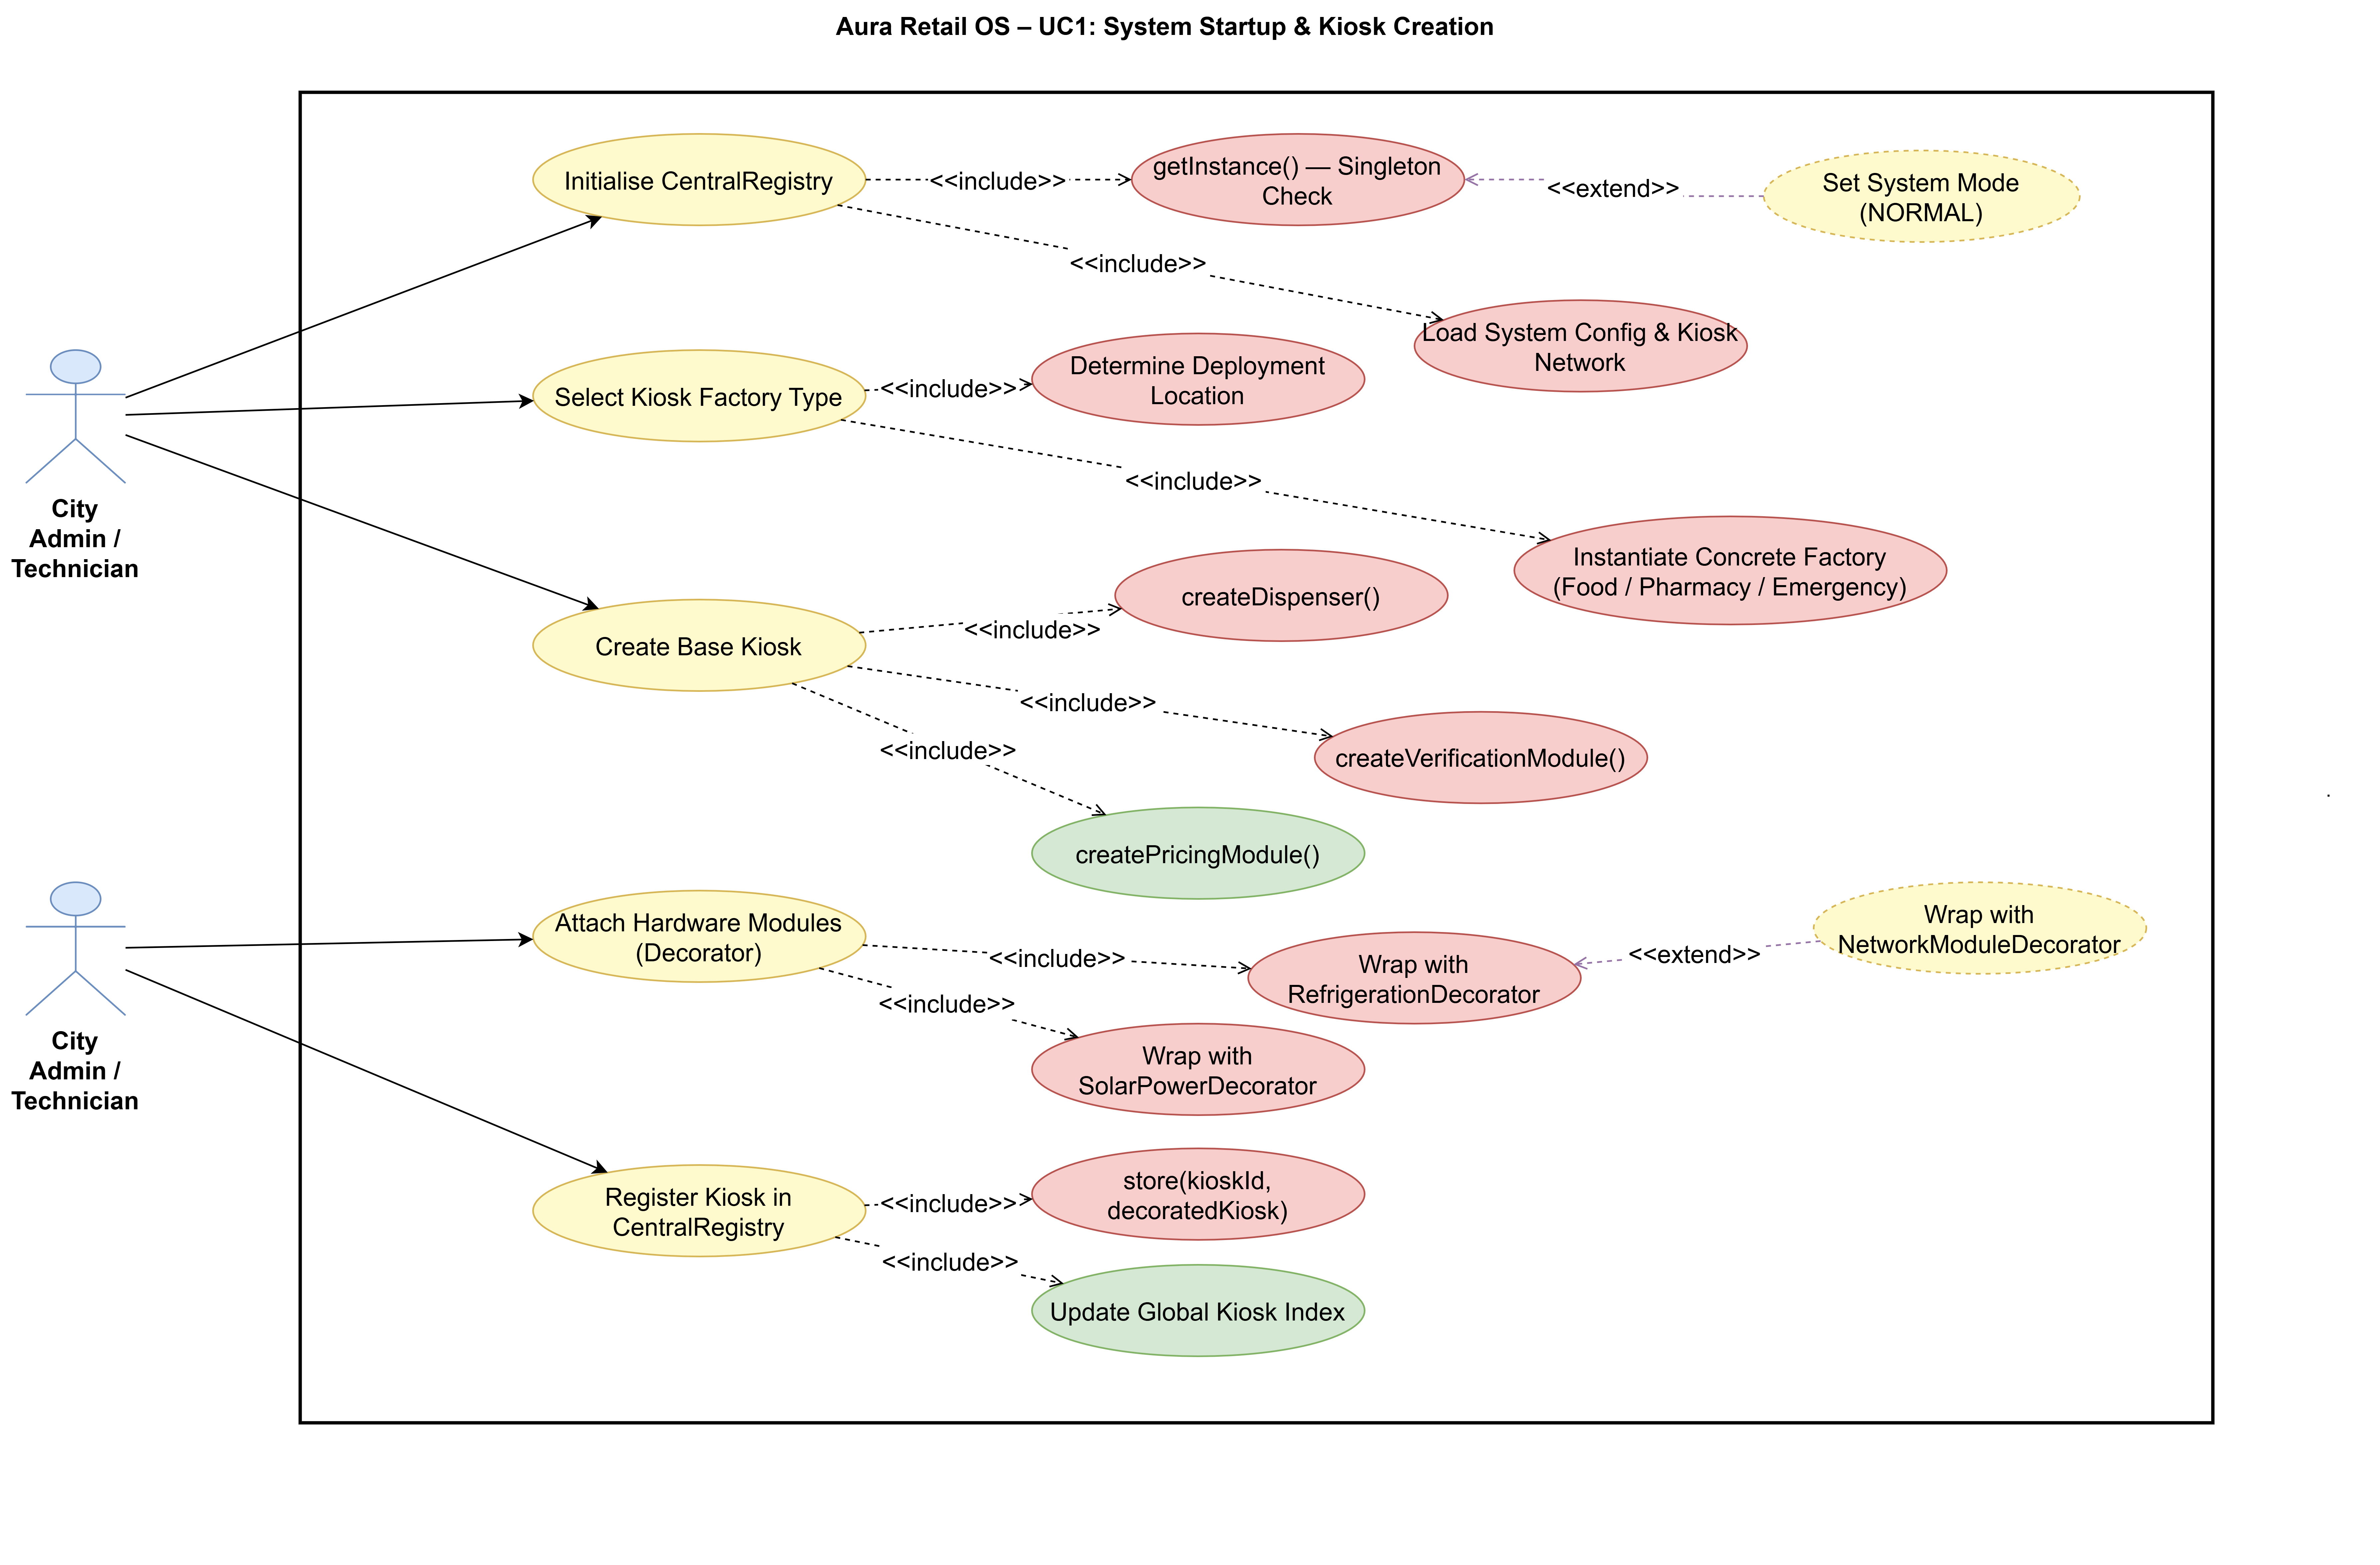 Aura Retail OS – UC1: System Startup & Kiosk Creation
Initialise CentralRegistry
<<include>>
getInstance() — Singleton
Check
<<extend>>
Set System Mode
(NORMAL)
<<include>>
Load System Config & Kiosk
Network
Select Kiosk Factory Type
<<include>>
Determine Deployment
Location
<<include>>
Instantiate Concrete Factory
(Food / Pharmacy / Emergency)
City
Admin /
Technician
Create Base Kiosk
<<include>>
createDispenser()
<<include>>
createVerificationModule()
<<include>>
createPricingModule()
.
Attach Hardware Modules
(Decorator)
<<include>>
Wrap with
RefrigerationDecorator
<<extend>>
Wrap with
NetworkModuleDecorator
<<include>>
Wrap with
SolarPowerDecorator
City
Admin /
Technician
Register Kiosk in
CentralRegistry
<<include>>
store(kioskId,
decoratedKiosk)
<<include>>
Update Global Kiosk Index